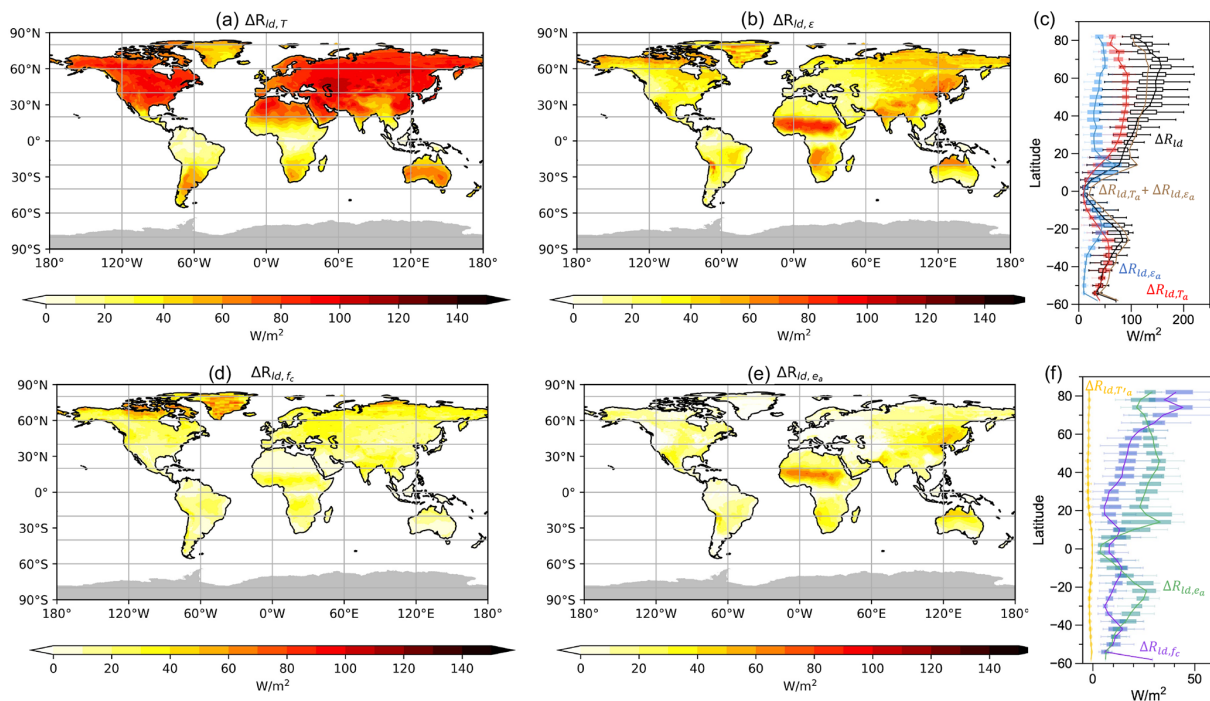 (a) ΔR_ld,T
90°N
60°N
30°N
0°
30°S
60°S
90°S
180° 120°W 60°W 0°W 60°E 120°E 180°
0 20 40 60 80 100 120 140
W/m²
(b) ΔR_ld,ε
90°N
60°N
30°N
0°
30°S
60°S
90°S
180° 120°W 60°W 0°W 60°E 120°E 180°
0 20 40 60 80 100 120 140
W/m²
(c)
Latitude
80
60
40
20
0
−20
−40
−60
ΔR_ld
ΔR_ld,T_a + ΔR_ld,ε_a
ΔR_ld,ε_a
ΔR_ld,T_a
0 100 200
W/m²
(d) ΔR_ld,f_c
90°N
60°N
30°N
0°
30°S
60°S
90°S
180° 120°W 60°W 0°W 60°E 120°E 180°
0 20 40 60 80 100 120 140
W/m²
(e) ΔR_ld,e_a
90°N
60°N
30°N
0°
30°S
60°S
90°S
180° 120°W 60°W 0°W 60°E 120°E 180°
0 20 40 60 80 100 120 140
W/m²
(f)
Latitude
80
60
40
20
0
−20
−40
−60
ΔR_ld,T′_a
ΔR_ld,e_a
ΔR_ld,f_c
0 50
W/m²